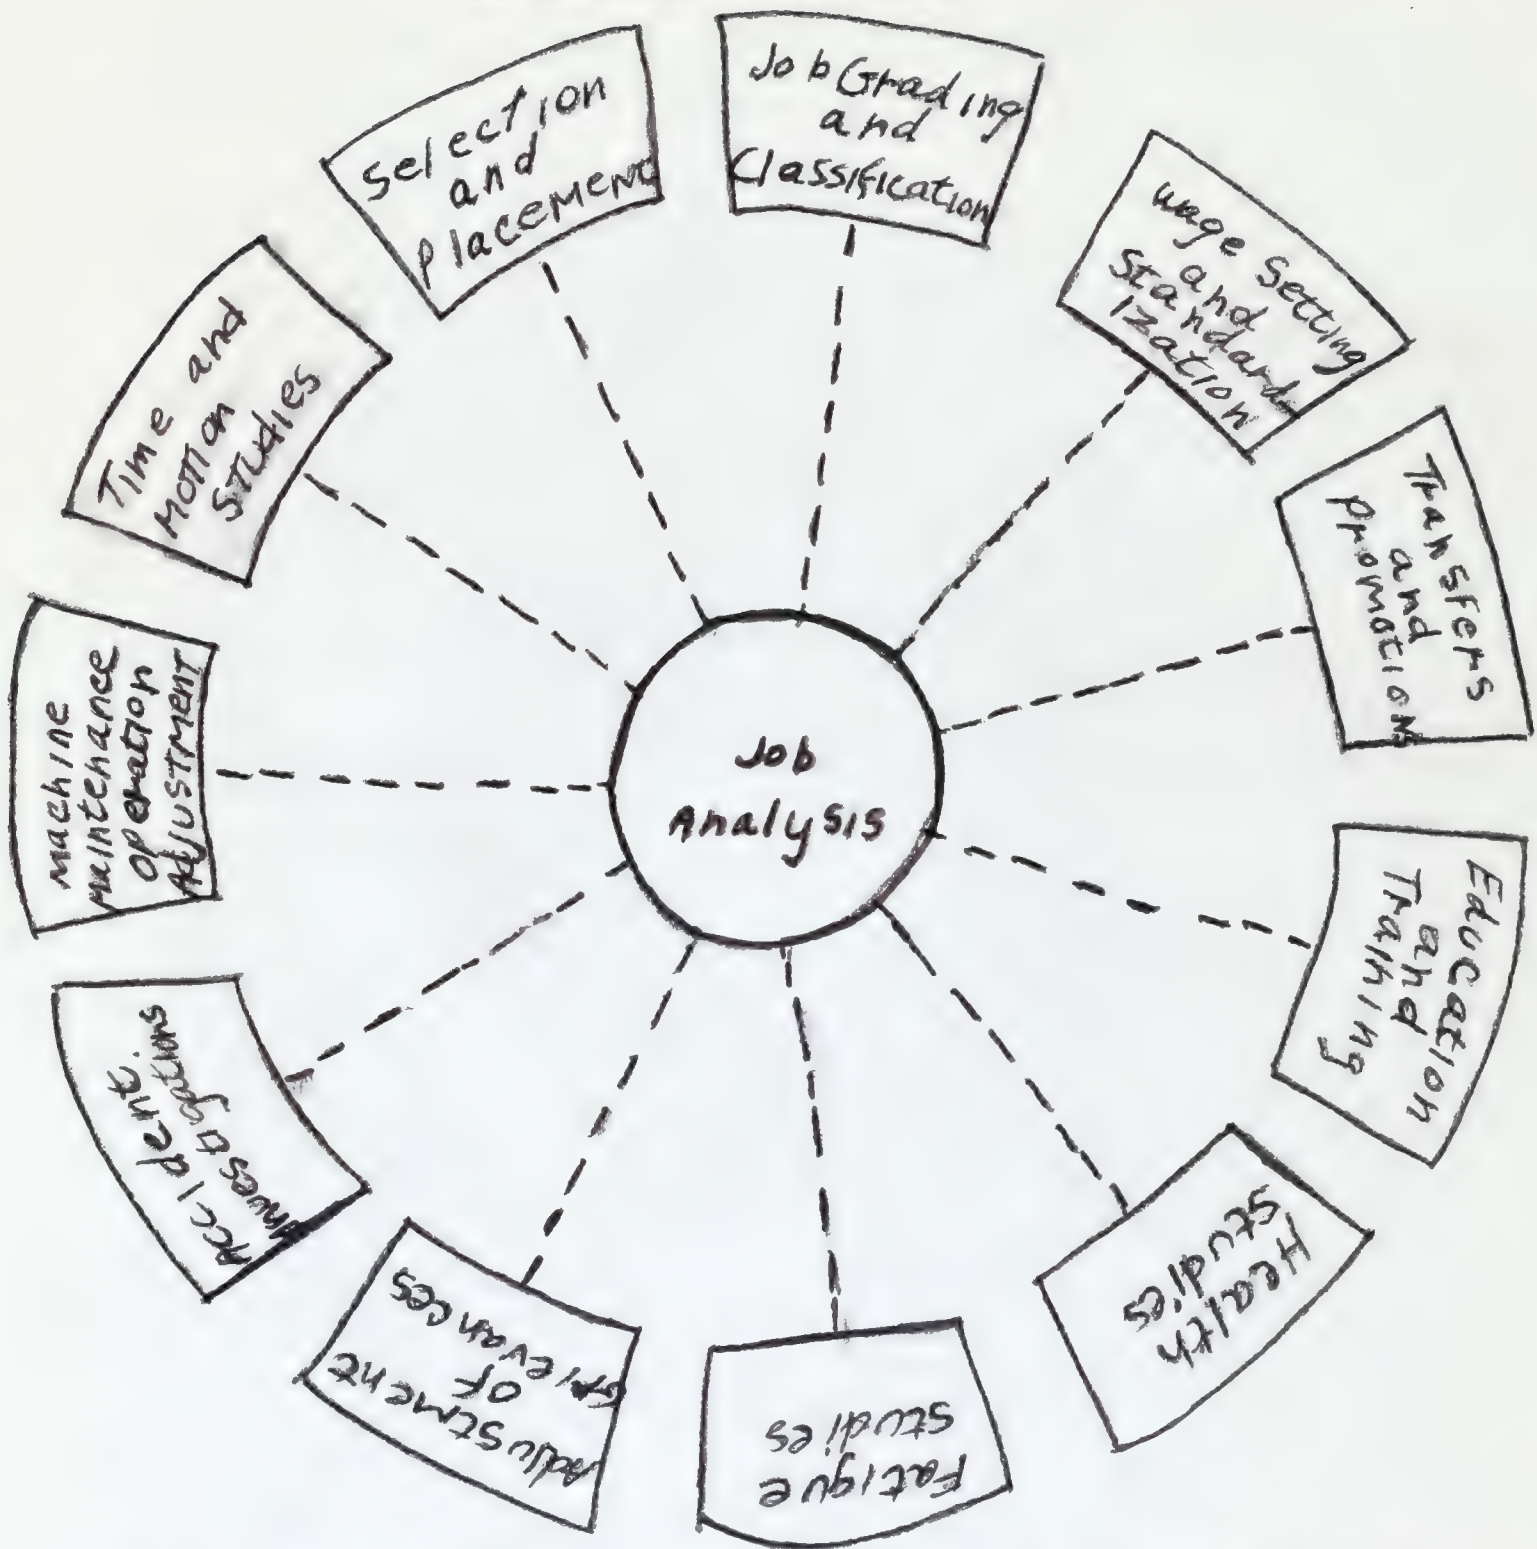 Job Grading
and
Classification
Wage Setting
and
Standard-
ization
Transfers
and
Promotion
Education
and
Training
Health
Studies
Fatigue
Studies
Adjustment
of
Grievances
Accident
Investigations
Machine
Maintenance
Operation
Adjustment
Time and
Motion
Studies
Selection
and
Placement
Job
Analysis